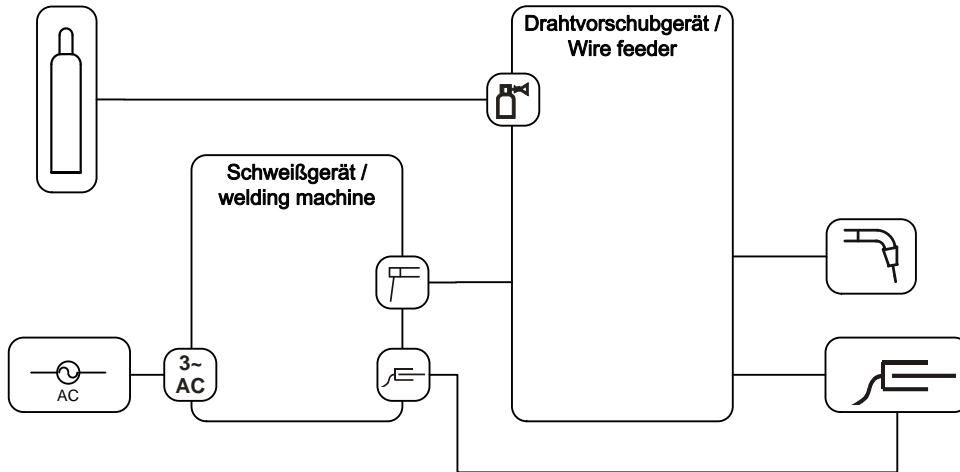 Drahtvorschubgerät /
Wire feeder
Schweißgerät /
welding machine
3~
AC
AC